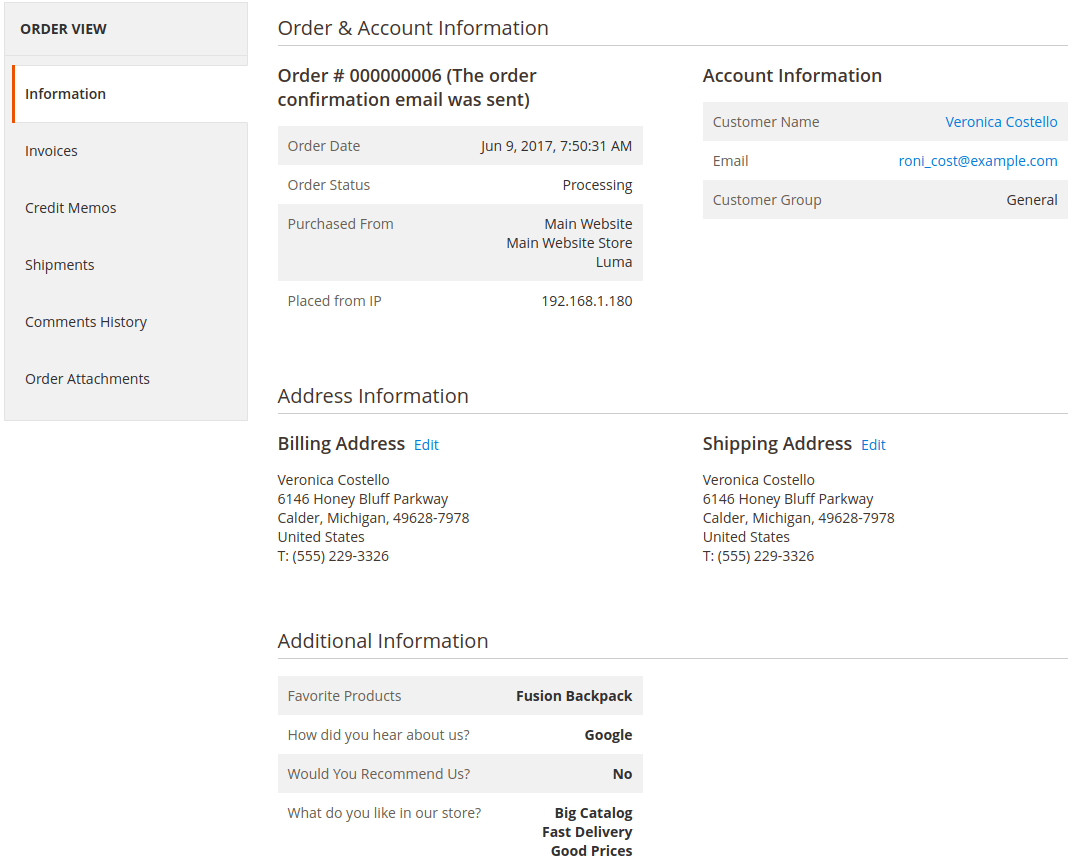 ORDER VIEW
Information
Invoices
Credit Memos
Shipments
Comments History
Order Attachments
Order & Account Information
Order # 000000006 (The order
confirmation email was sent)
Order Date Jun 9, 2017, 7:50:31 AM
Order Status Processing
Purchased From Main Website
Main Website Store
Luma
Placed from IP 192.168.1.180
Account Information
Customer Name Veronica Costello
Email roni_cost@example.com
Customer Group General
Address Information
Billing Address Edit
Veronica Costello
6146 Honey Bluff Parkway
Calder, Michigan, 49628-7978
United States
T: (555) 229-3326
Shipping Address Edit
Veronica Costello
6146 Honey Bluff Parkway
Calder, Michigan, 49628-7978
United States
T: (555) 229-3326
Additional Information
Favorite Products Fusion Backpack
How did you hear about us? Google
Would You Recommend Us? No
What do you like in our store? Big Catalog
Fast Delivery
Good Prices